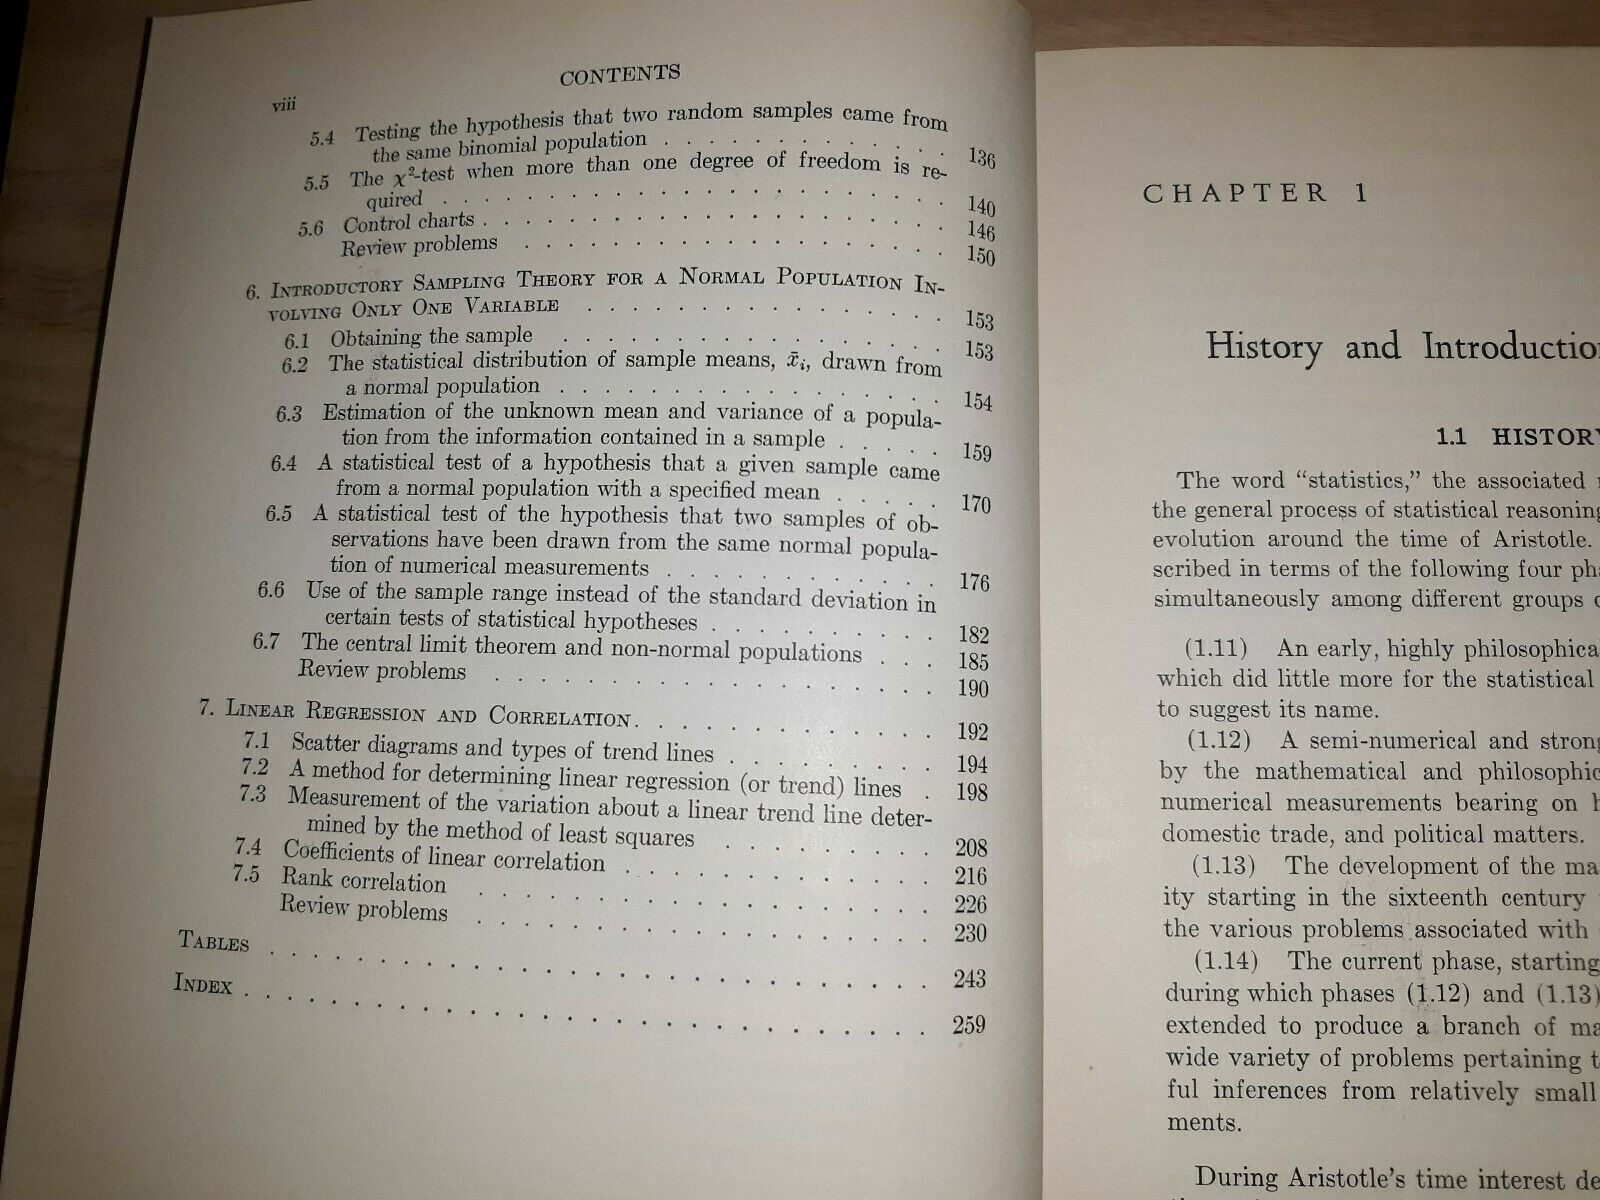 CONTENTS
viii
5.4 Testing the hypothesis that two random samples came from
the same binomial population . . . . . . . . . . . . 136
5.5 The χ²-test when more than one degree of freedom is re-
quired . . . . . . . . . . . . . . . . . . . 140
5.6 Control charts . . . . . . . . . . . . . . . . . . 146
Review problems . . . . . . . . . . . . . . . . . 150
6. INTRODUCTORY SAMPLING THEORY FOR A NORMAL POPULATION IN-
VOLVING ONLY ONE VARIABLE . . . . . . . . . . . . . . 153
6.1 Obtaining the sample . . . . . . . . . . . . . . . 153
6.2 The statistical distribution of sample means, x̄ᵢ, drawn from
a normal population . . . . . . . . . . . . . . . 154
6.3 Estimation of the unknown mean and variance of a popula-
tion from the information contained in a sample . . . . . 159
6.4 A statistical test of a hypothesis that a given sample came
from a normal population with a specified mean . . . . . 170
6.5 A statistical test of the hypothesis that two samples of ob-
servations have been drawn from the same normal popula-
tion of numerical measurements . . . . . . . . . . . 176
6.6 Use of the sample range instead of the standard deviation in
certain tests of statistical hypotheses . . . . . . . . . 182
6.7 The central limit theorem and non-normal populations . . . 185
Review problems . . . . . . . . . . . . . . . . . 190
7. LINEAR REGRESSION AND CORRELATION . . . . . . . . . . . . 192
7.1 Scatter diagrams and types of trend lines . . . . . . . . 194
7.2 A method for determining linear regression (or trend) lines . 198
7.3 Measurement of the variation about a linear trend line deter-
mined by the method of least squares . . . . . . . . . 208
7.4 Coefficients of linear correlation . . . . . . . . . . . . 216
7.5 Rank correlation . . . . . . . . . . . . . . . . . 226
Review problems . . . . . . . . . . . . . . . . . 230
TABLES . . . . . . . . . . . . . . . . . . . . . . . . 243
INDEX . . . . . . . . . . . . . . . . . . . . . . . . 259
CHAPTER 1
History and Introductio
1.1 HISTORY
The word “statistics,” the associated
the general process of statistical reasoning
evolution around the time of Aristotle.
scribed in terms of the following four
simultaneously among different groups
(1.11) An early, highly philosophica
which did little more for the statistical
to suggest its name.
(1.12) A semi-numerical and strong
by the mathematical and philosophic
numerical measurements bearing on
domestic trade, and political matters.
(1.13) The development of the ma
ity starting in the sixteenth century
the various problems associated with
(1.14) The current phase, starting
during which phases (1.12) and (1.13)
extended to produce a branch of ma
wide variety of problems pertaining
ful inferences from relatively small
ments.
During Aristotle’s time interest de